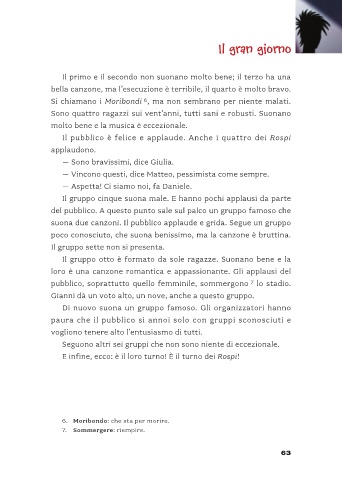 Il gran giorno
Il primo e il secondo non suonano molto bene; il terzo ha una
bella canzone, ma l'esecuzione è terribile, il quarto è molto bravo.
Si chiamano i Moribondi 6, ma non sembrano per niente malati.
Sono quattro ragazzi sui vent'anni, tutti sani e robusti. Suonano
molto bene e la musica è eccezionale.
Il pubblico è felice e applaude. Anche i quattro dei Rospi
applaudono.
— Sono bravissimi, dice Giulia.
— Vincono questi, dice Matteo, pessimista come sempre.
— Aspetta! Ci siamo noi, fa Daniele.
Il gruppo cinque suona male. E hanno pochi applausi da parte
del pubblico. A questo punto sale sul palco un gruppo famoso che
suona due canzoni. Il pubblico applaude e grida. Segue un gruppo
poco conosciuto, che suona benissimo, ma la canzone è bruttina.
Il gruppo sette non si presenta.
Il gruppo otto è formato da sole ragazze. Suonano bene e la
loro è una canzone romantica e appassionante. Gli applausi del
pubblico, soprattutto quello femminile, sommergono 7 lo stadio.
Gianni dà un voto alto, un nove, anche a questo gruppo.
Di nuovo suona un gruppo famoso. Gli organizzatori hanno
paura che il pubblico si annoi solo con gruppi sconosciuti e
vogliono tenere alto l'entusiasmo di tutti.
Seguono altri sei gruppi che non sono niente di eccezionale.
E infine, ecco: è il loro turno! È il turno dei Rospi!
6. Moribondo: che sta per morire.
7. Sommergere: riempire.
63